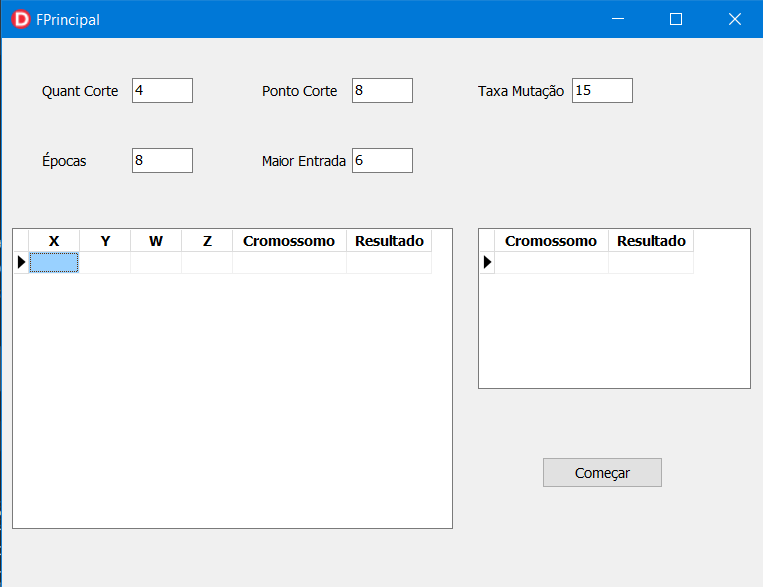 D FPrincipal
Quant Corte 4 Ponto Corte 8 Taxa Mutação 15
Épocas 8 Maior Entrada 6
X Y W Z Cromossomo Resultado Cromossomo Resultado
Começar